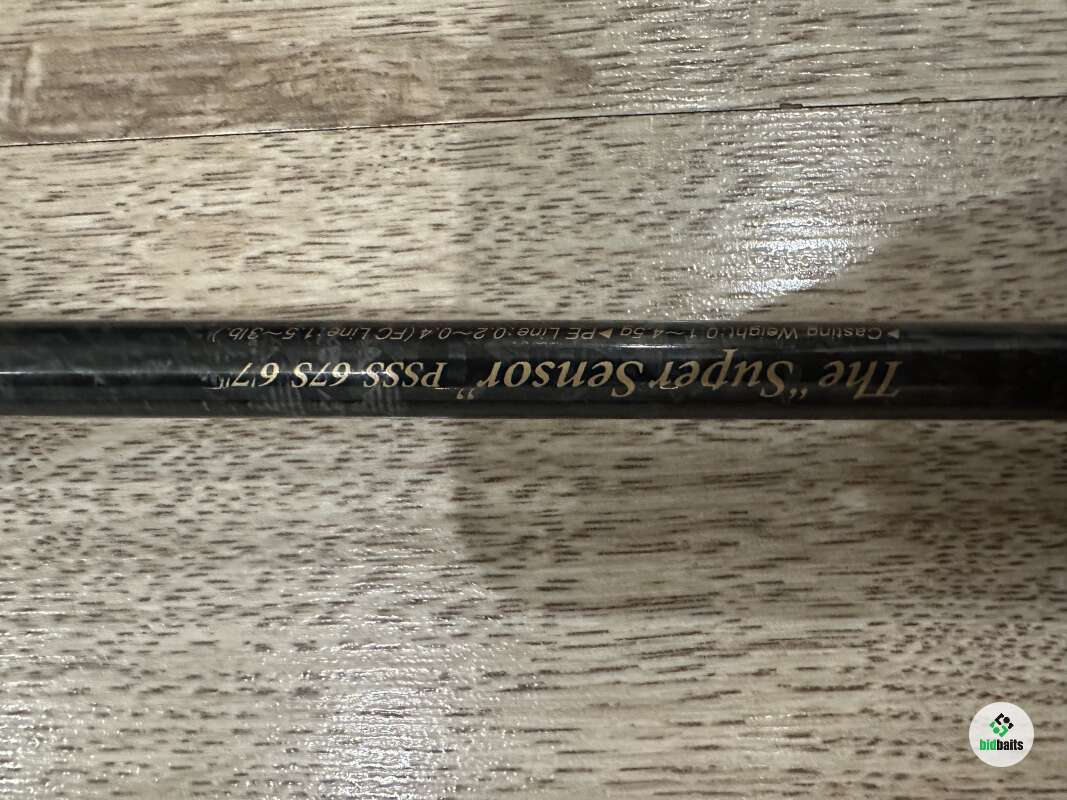 The "Super Sensor" PSSS-67S 6'7"
▶Casting Weight:0.1~4.5g▶PE Line:0.2~0.4(FC Line:1.5~3lb.)
bidbaits